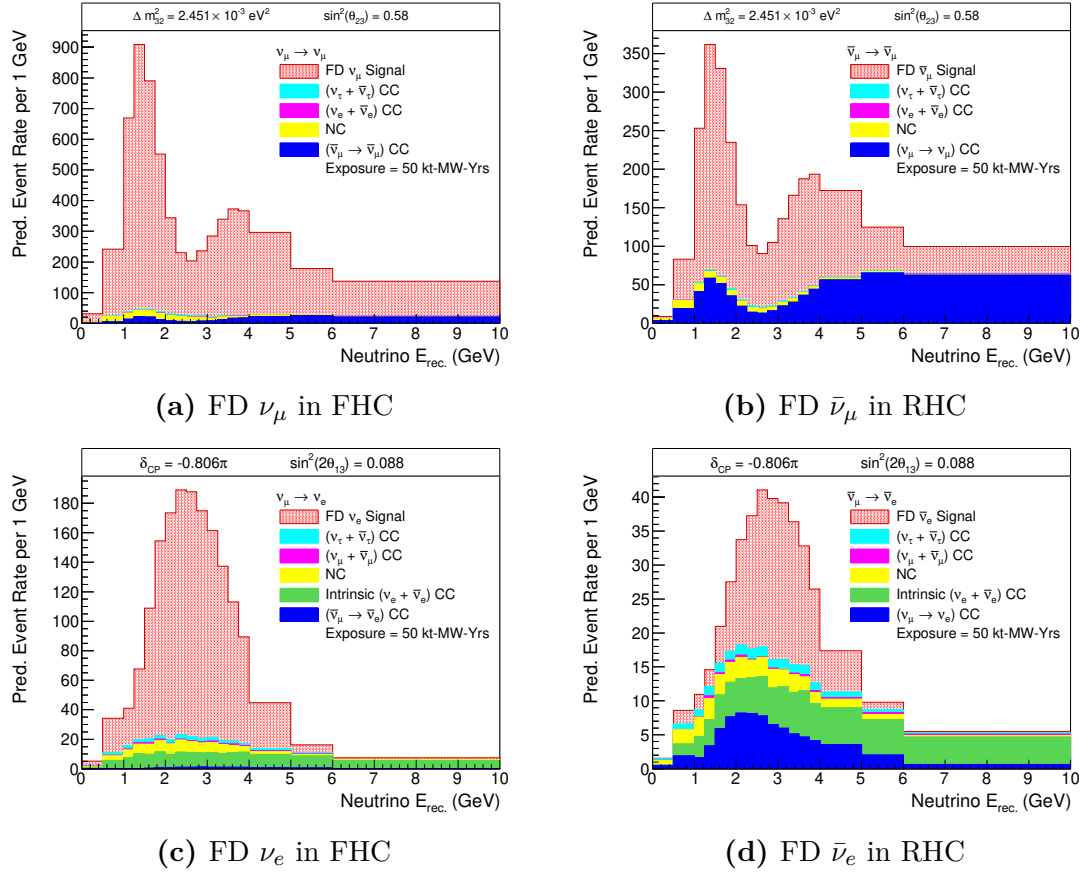 Δ m²₃₂ = 2.451 × 10⁻³ eV² sin²(θ₂₃) = 0.58
Pred. Event Rate per 1 GeV
900
800
700
600
500
400
300
200
100
0
ν_μ → ν_μ
FD ν_μ Signal
(ν_τ + ν̄_τ) CC
(ν_e + ν̄_e) CC
NC
(ν̄_μ → ν̄_μ) CC
Exposure = 50 kt-MW-Yrs
0 1 2 3 4 5 6 7 8 9 10
Neutrino E_rec. (GeV)
(a) FD ν_μ in FHC
Δ m²₃₂ = 2.451 × 10⁻³ eV² sin²(θ₂₃) = 0.58
Pred. Event Rate per 1 GeV
350
300
250
200
150
100
50
0
ν̄_μ → ν̄_μ
FD ν̄_μ Signal
(ν_τ + ν̄_τ) CC
(ν_e + ν̄_e) CC
NC
(ν_μ → ν_μ) CC
Exposure = 50 kt-MW-Yrs
0 1 2 3 4 5 6 7 8 9 10
Neutrino E_rec. (GeV)
(b) FD ν̄_μ in RHC
δ_CP = -0.806π sin²(2θ₁₃) = 0.088
Pred. Event Rate per 1 GeV
180
160
140
120
100
80
60
40
20
0
ν_μ → ν_e
FD ν_e Signal
(ν_τ + ν̄_τ) CC
(ν_μ + ν̄_μ) CC
NC
Intrinsic (ν_e + ν̄_e) CC
(ν̄_μ → ν̄_e) CC
Exposure = 50 kt-MW-Yrs
0 1 2 3 4 5 6 7 8 9 10
Neutrino E_rec. (GeV)
(c) FD ν_e in FHC
δ_CP = -0.806π sin²(2θ₁₃) = 0.088
Pred. Event Rate per 1 GeV
40
35
30
25
20
15
10
5
0
ν̄_μ → ν̄_e
FD ν̄_e Signal
(ν_τ + ν̄_τ) CC
(ν_μ + ν̄_μ) CC
NC
Intrinsic (ν_e + ν̄_e) CC
(ν_μ → ν_e) CC
Exposure = 50 kt-MW-Yrs
0 1 2 3 4 5 6 7 8 9 10
Neutrino E_rec. (GeV)
(d) FD ν̄_e in RHC